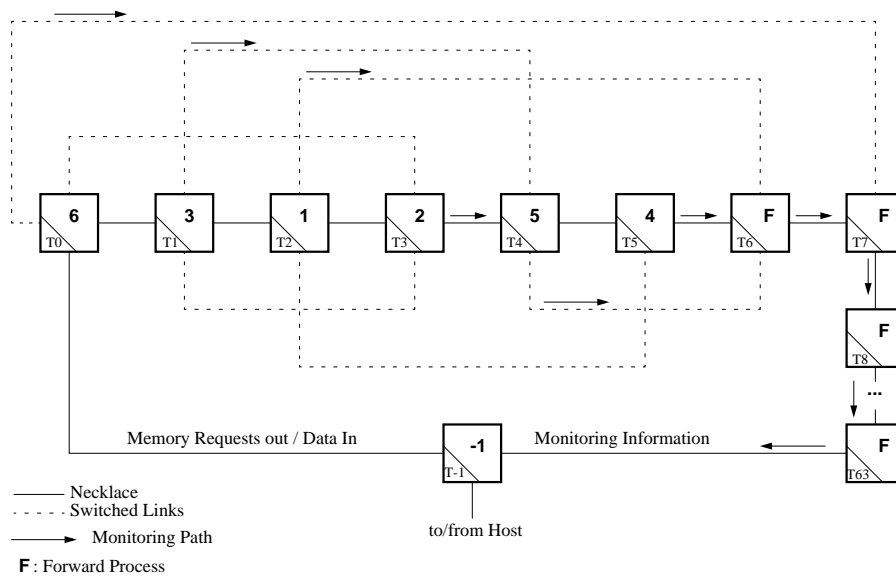 6 3 1 2 5 4 F F
T0 T1 T2 T3 T4 T5 T6 T7
F
T8
...
Memory Requests out / Data In
-1
Monitoring Information
F
T-1
T63
Necklace
Switched Links
to/from Host
Monitoring Path
F : Forward Process